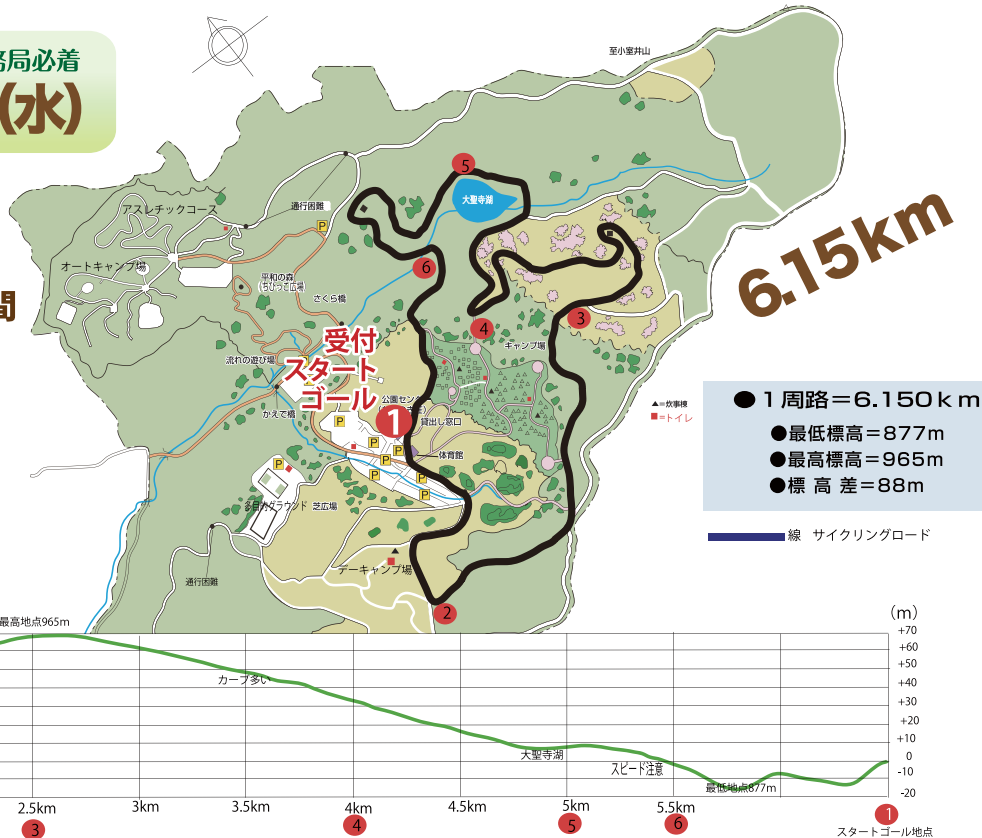 務局必着
(水)
間
至小室井山
アスレチックコース
通行困難
P
オートキャンプ場
平和の森
(ちびっこ広場)
さくら橋
大聖寺湖
5
6
3
4
6.15km
流れの遊び場
かえで橋
受付
スタート
ゴール
キャンプ場
公園センター
貸出し窓口
1
体育館
P
P
P
P
P
P
P
P
多目的グラウンド
芝広場
通行困難
デーキャンプ場
2
▲=炊事棟
■=トイレ
●1周路=6.150km
●最低標高=877m
●最高標高=965m
●標高差=88m
線 サイクリングロード
最高地点965m
カーブ多い
大聖寺湖
スピード注意
最低地点877m
(m)
+70
+60
+50
+40
+30
+20
+10
0
-10
-20
2.5km
3km
3.5km
4km
4.5km
5km
5.5km
3
4
5
6
1
スタートゴール地点